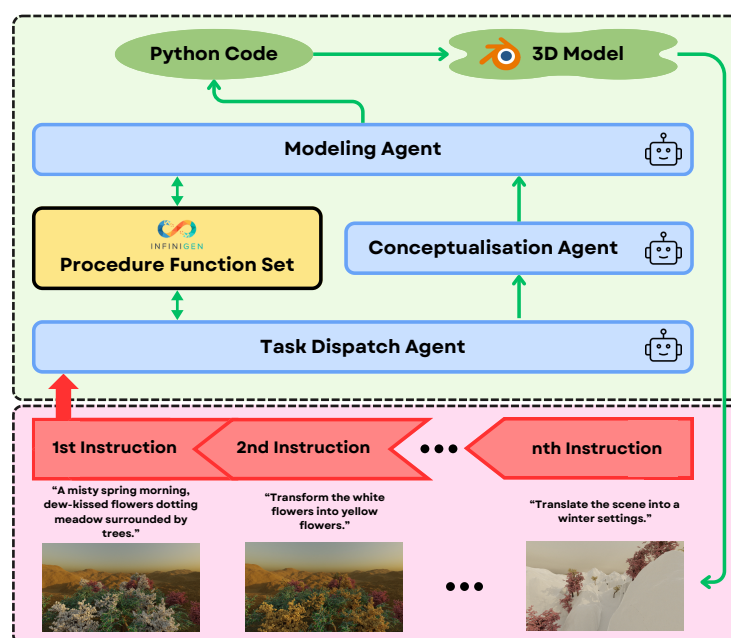 Python Code
3D Model
Modeling Agent
INFINIGEN
Procedure Function Set
Conceptualisation Agent
Task Dispatch Agent
1st Instruction
2nd Instruction
nth Instruction
“A misty spring morning,
dew-kissed flowers dotting
meadow surrounded by
trees.”
“Transform the white
flowers into yellow
flowers.”
“Translate the scene into a
winter settings.”